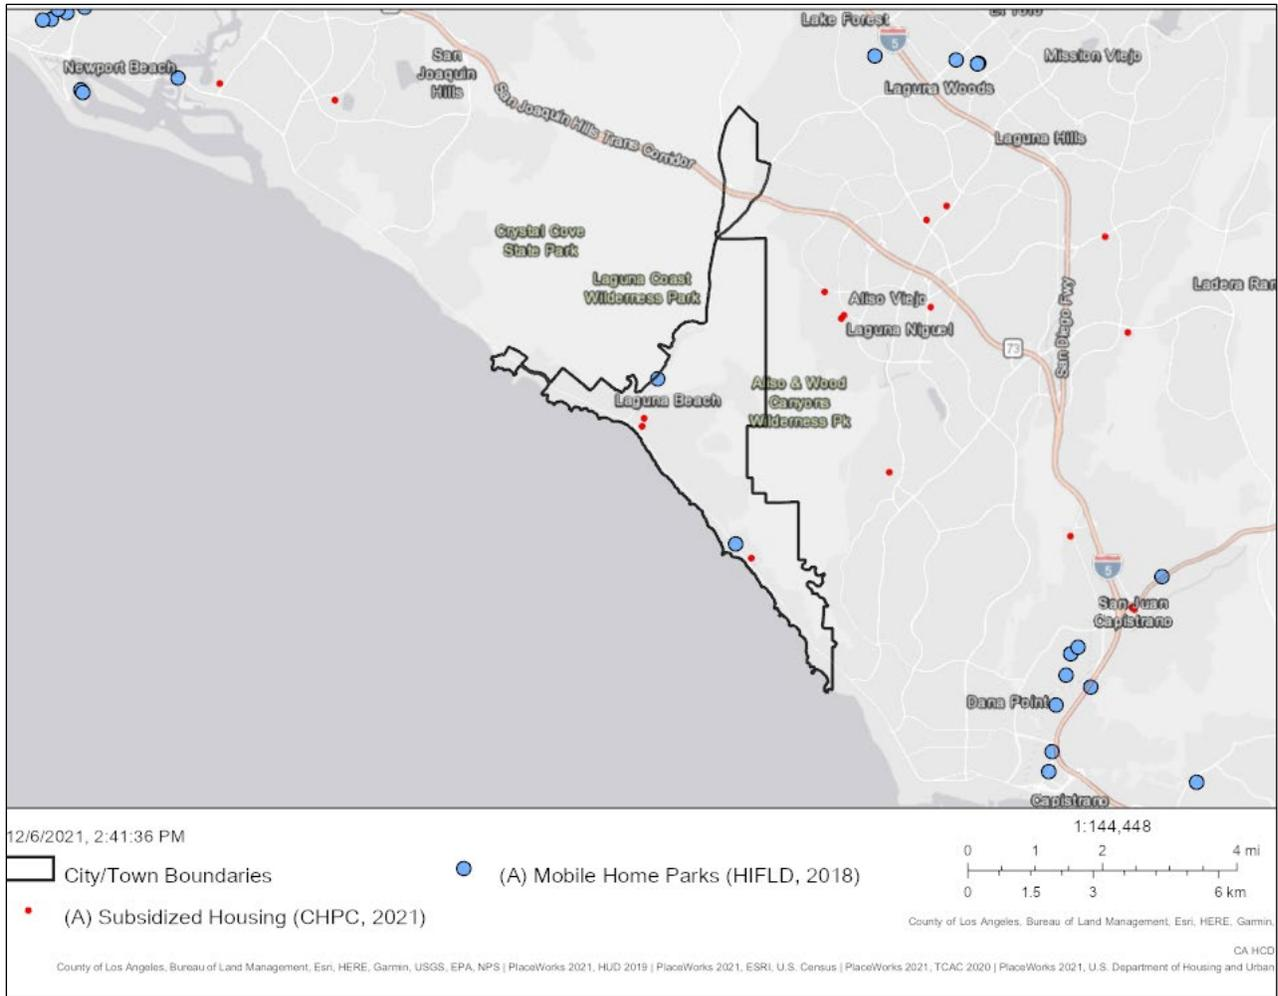 Lake Forest
El Toro
5
Mission Viejo
Newport Beach
San
Joaquin
Hills
Laguna Woods
San Joaquin Hills Trans Corridor
Laguna Hills
Crystal Cove
State Park
Laguna Coast
Wilderness Park
Ladera Ran
Aliso Viejo
Laguna Niguel
San Diego Fwy
73
Aliso & Wood
Canyons
Wilderness Pk
Laguna Beach
5
San Juan
Capistrano
Dana Point
Capistrano
12/6/2021, 2:41:36 PM
1:144,448
0 1 2 4 mi
0 1.5 3 6 km
City/Town Boundaries
(A) Mobile Home Parks (HIFLD, 2018)
(A) Subsidized Housing (CHPC, 2021)
County of Los Angeles, Bureau of Land Management, Esri, HERE, Garmin,
CA HCD
County of Los Angeles, Bureau of Land Management, Esri, HERE, Garmin, USGS, EPA, NPS | PlaceWorks 2021, HUD 2019 | PlaceWorks 2021, ESRI, U.S. Census | PlaceWorks 2021, TCAC 2020 | PlaceWorks 2021, U.S. Department of Housing and Urban